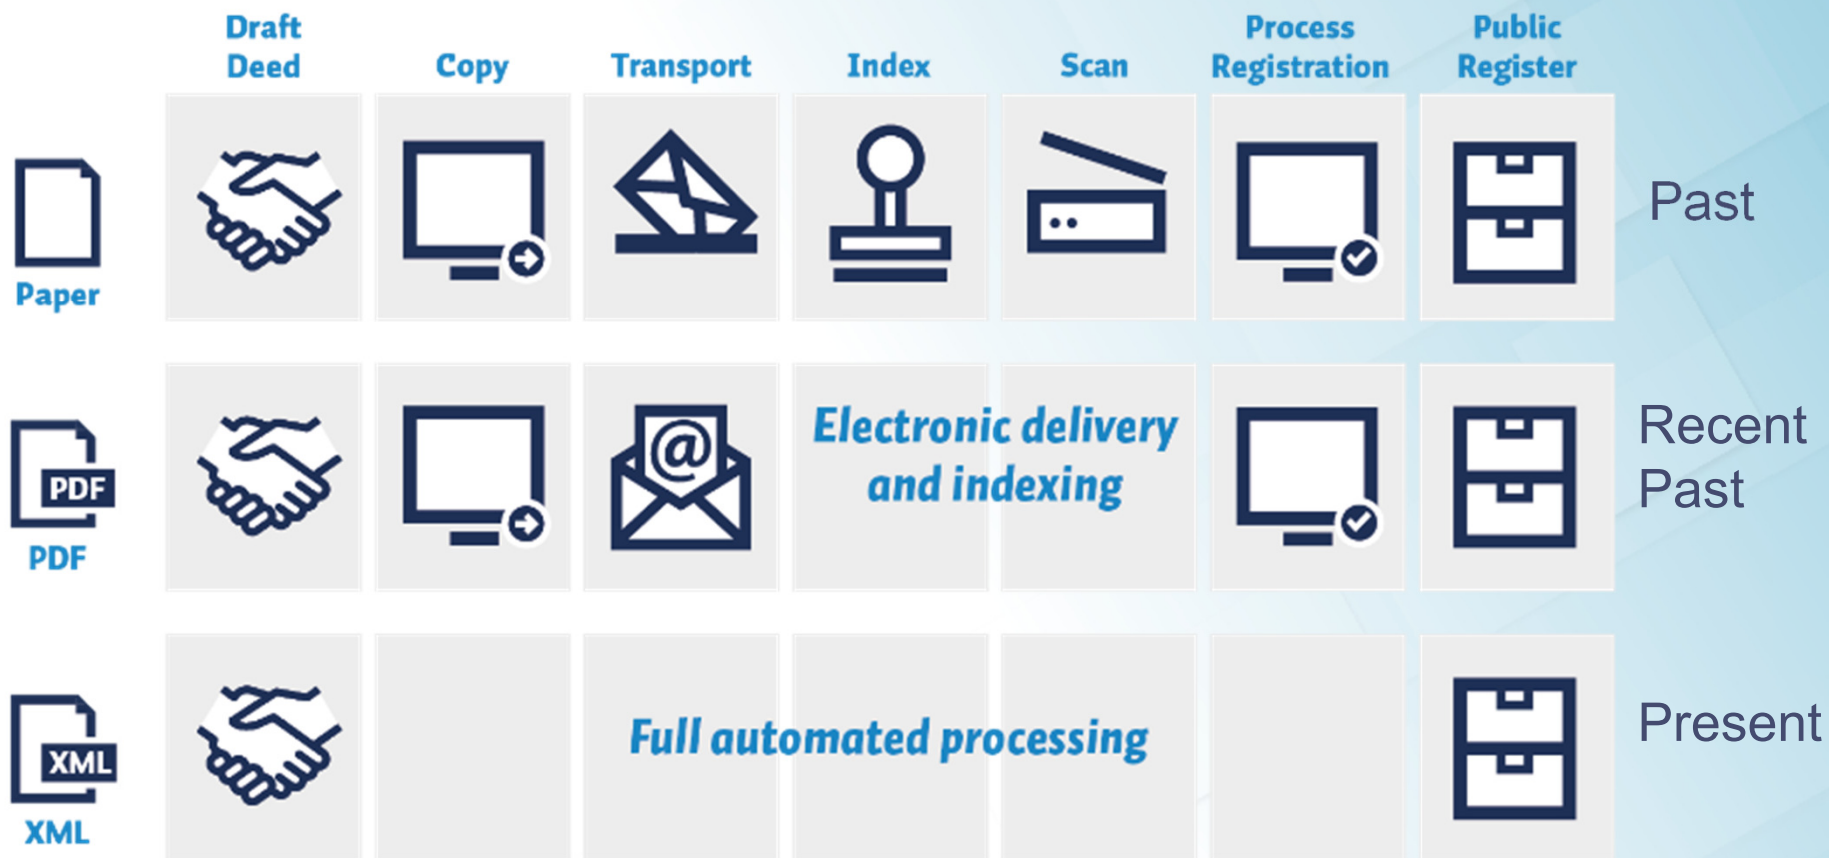 Draft
Deed
Copy
Transport
Index
Scan
Process
Registration
Public
Register
Paper
Past
PDF
PDF
@
Electronic delivery
and indexing
Recent
Past
XML
XML
Full automated processing
Present